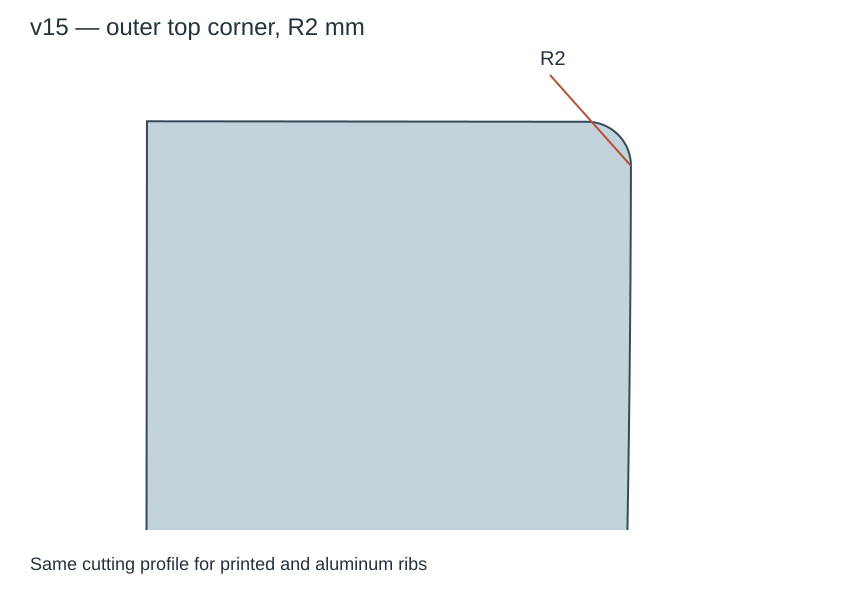 v15 — outer top corner, R2 mm
R2
Same cutting profile for printed and aluminum ribs